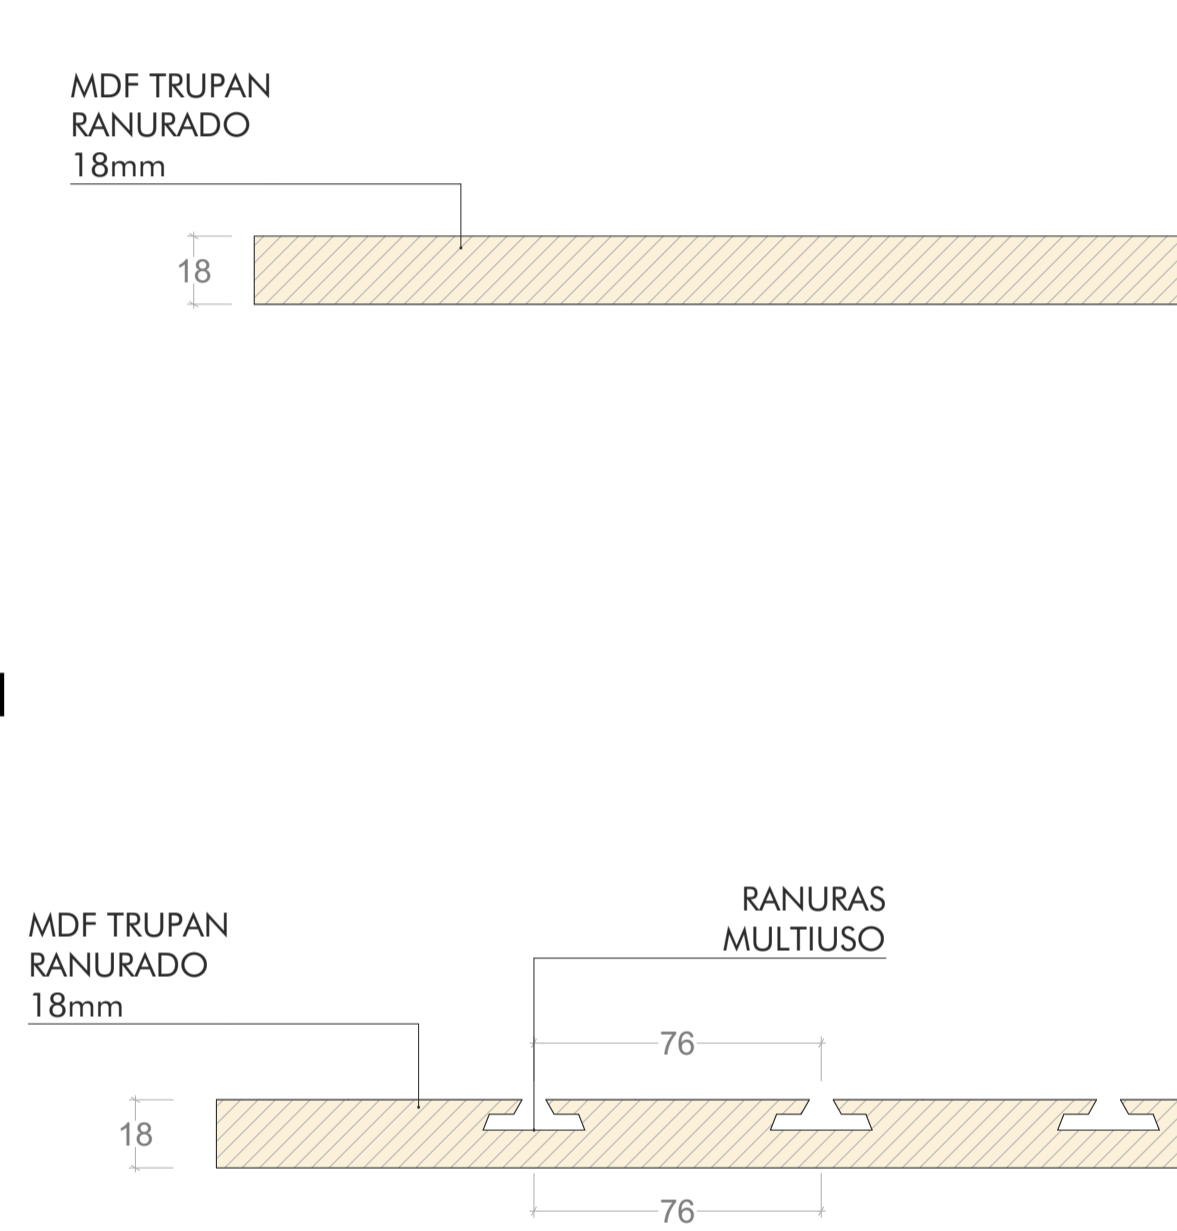 MDF TRUPAN
RANURADO
18mm
18
RANURAS
MULTIUSO
MDF TRUPAN
RANURADO
18mm
76
18
76